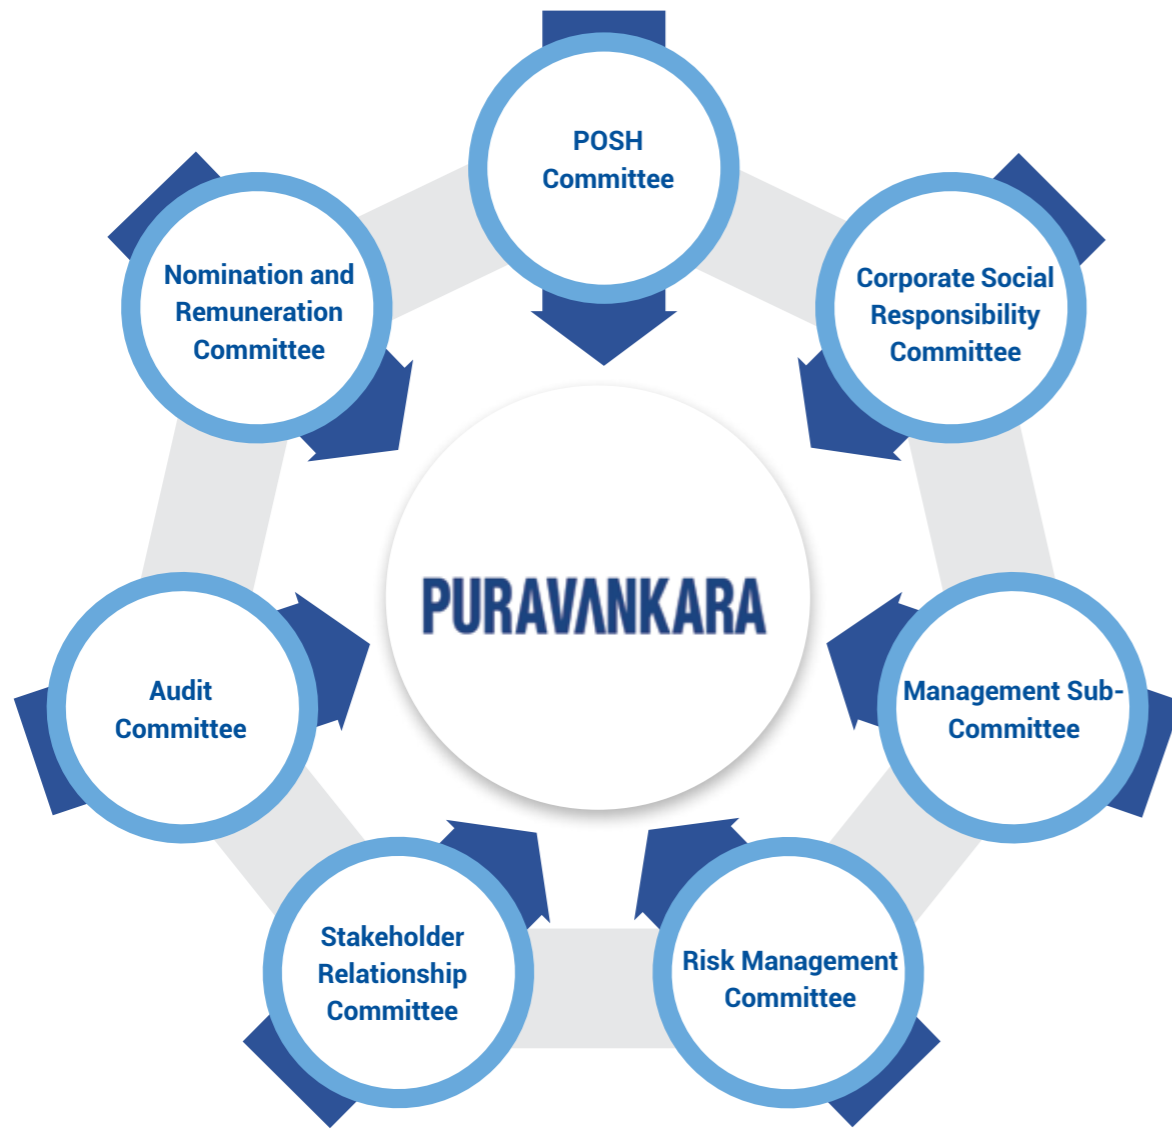 POSH
Committee
Corporate Social
Responsibility
Committee
Management Sub-
Committee
Risk Management
Committee
Stakeholder
Relationship
Committee
Audit
Committee
Nomination and
Remuneration
Committee
PURAVANKARA